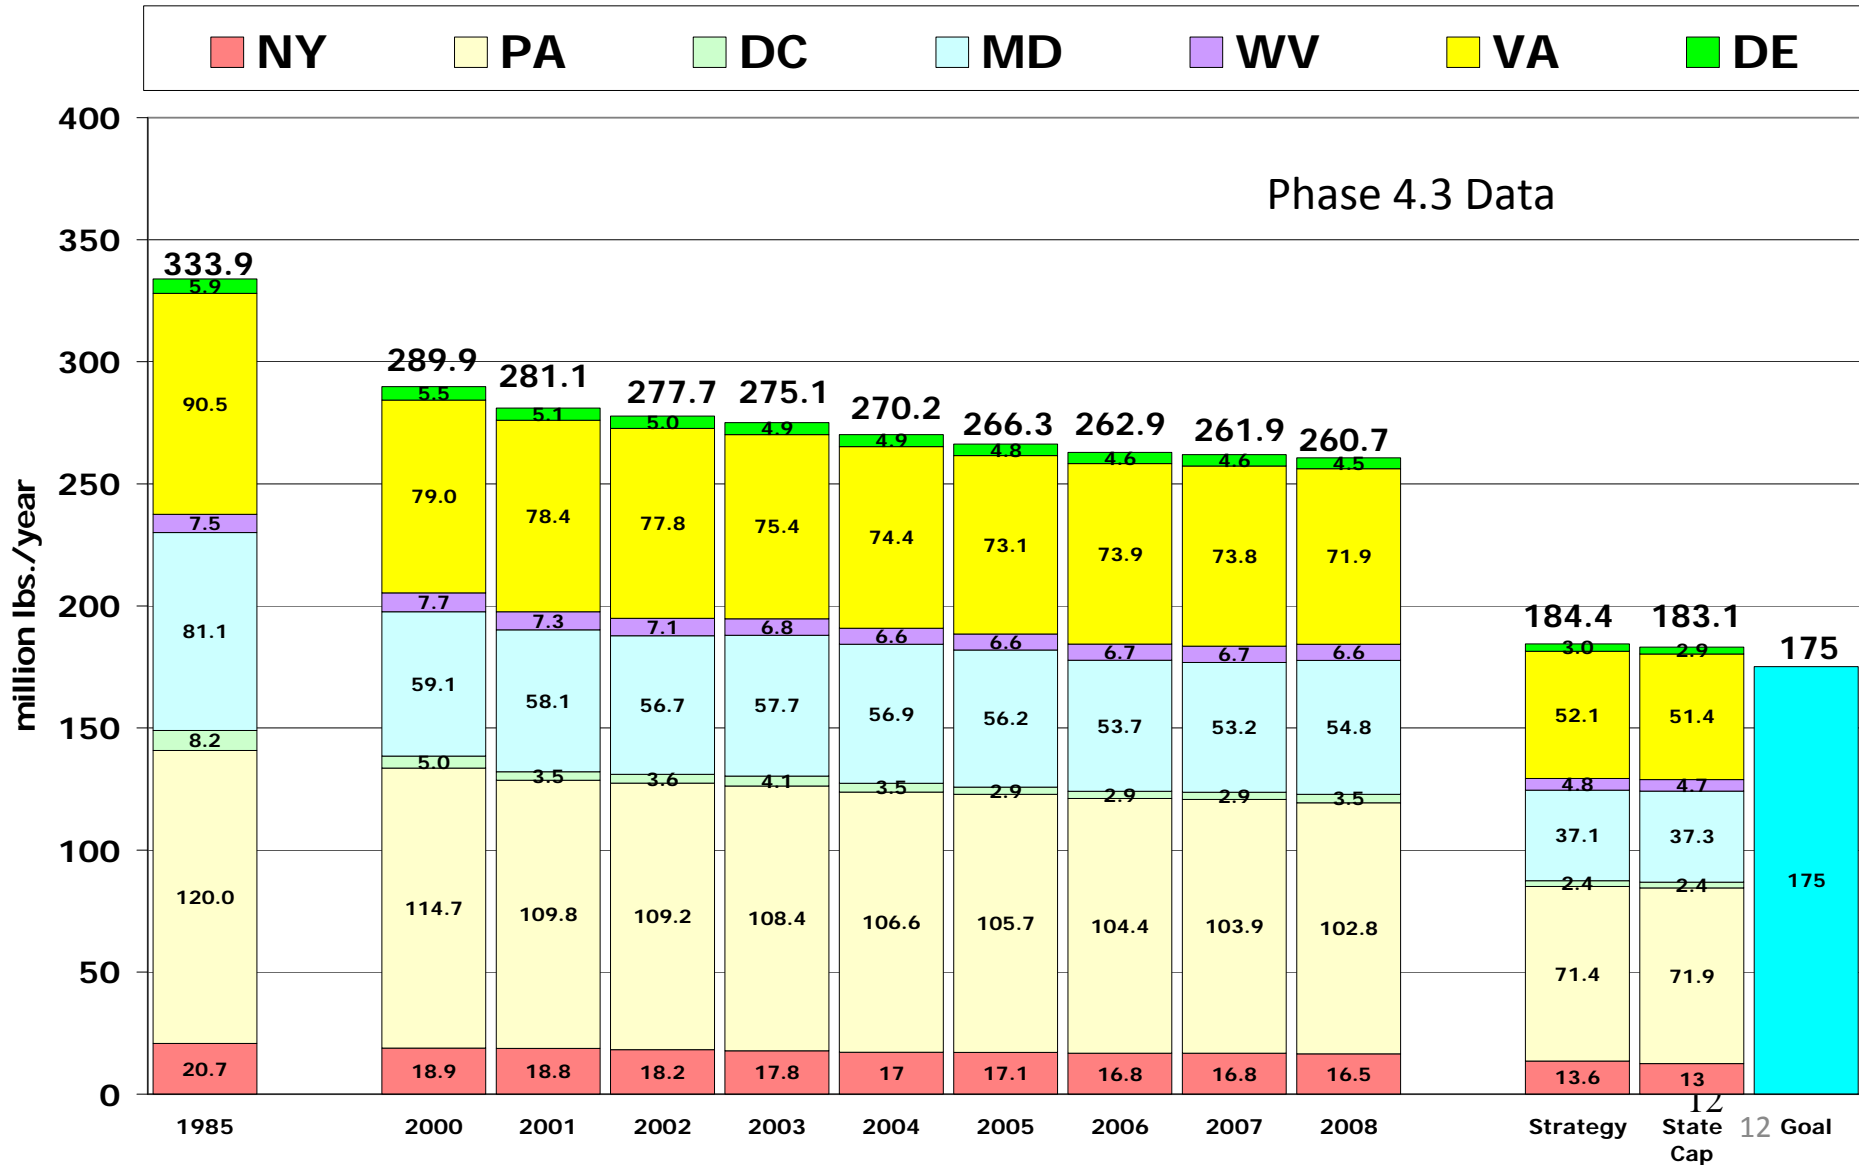 NY PA DC MD WV VA DE
400
Phase 4.3 Data
350
333.9
5.9
300
289.9 281.1 277.7 275.1 270.2 266.3 262.9 261.9 260.7
5.5 5.1 5.0 4.9 4.9 4.8 4.6 4.6 4.5
90.5 79.0 78.4 77.8 75.4 74.4 73.1 73.9 73.8 71.9
250
7.5 7.7 7.3 7.1 6.8 6.6 6.6 6.7 6.7 6.6
200
184.4 183.1 175
3.0 2.9
million lbs./year
81.1 59.1 58.1 56.7 57.7 56.9 56.2 53.7 53.2 54.8
52.1 51.4
150
8.2 5.0 3.5 3.6 4.1 3.5 2.9 2.9 2.9 3.5
4.8 4.7
37.1 37.3
100
2.4 2.4
175
120.0 114.7 109.8 109.2 108.4 106.6 105.7 104.4 103.9 102.8
71.4 71.9
50
20.7 18.9 18.8 18.2 17.8 17 17.1 16.8 16.8 16.5 13.6 13
0
12
1985 2000 2001 2002 2003 2004 2005 2006 2007 2008 Strategy State 12 Goal
Cap